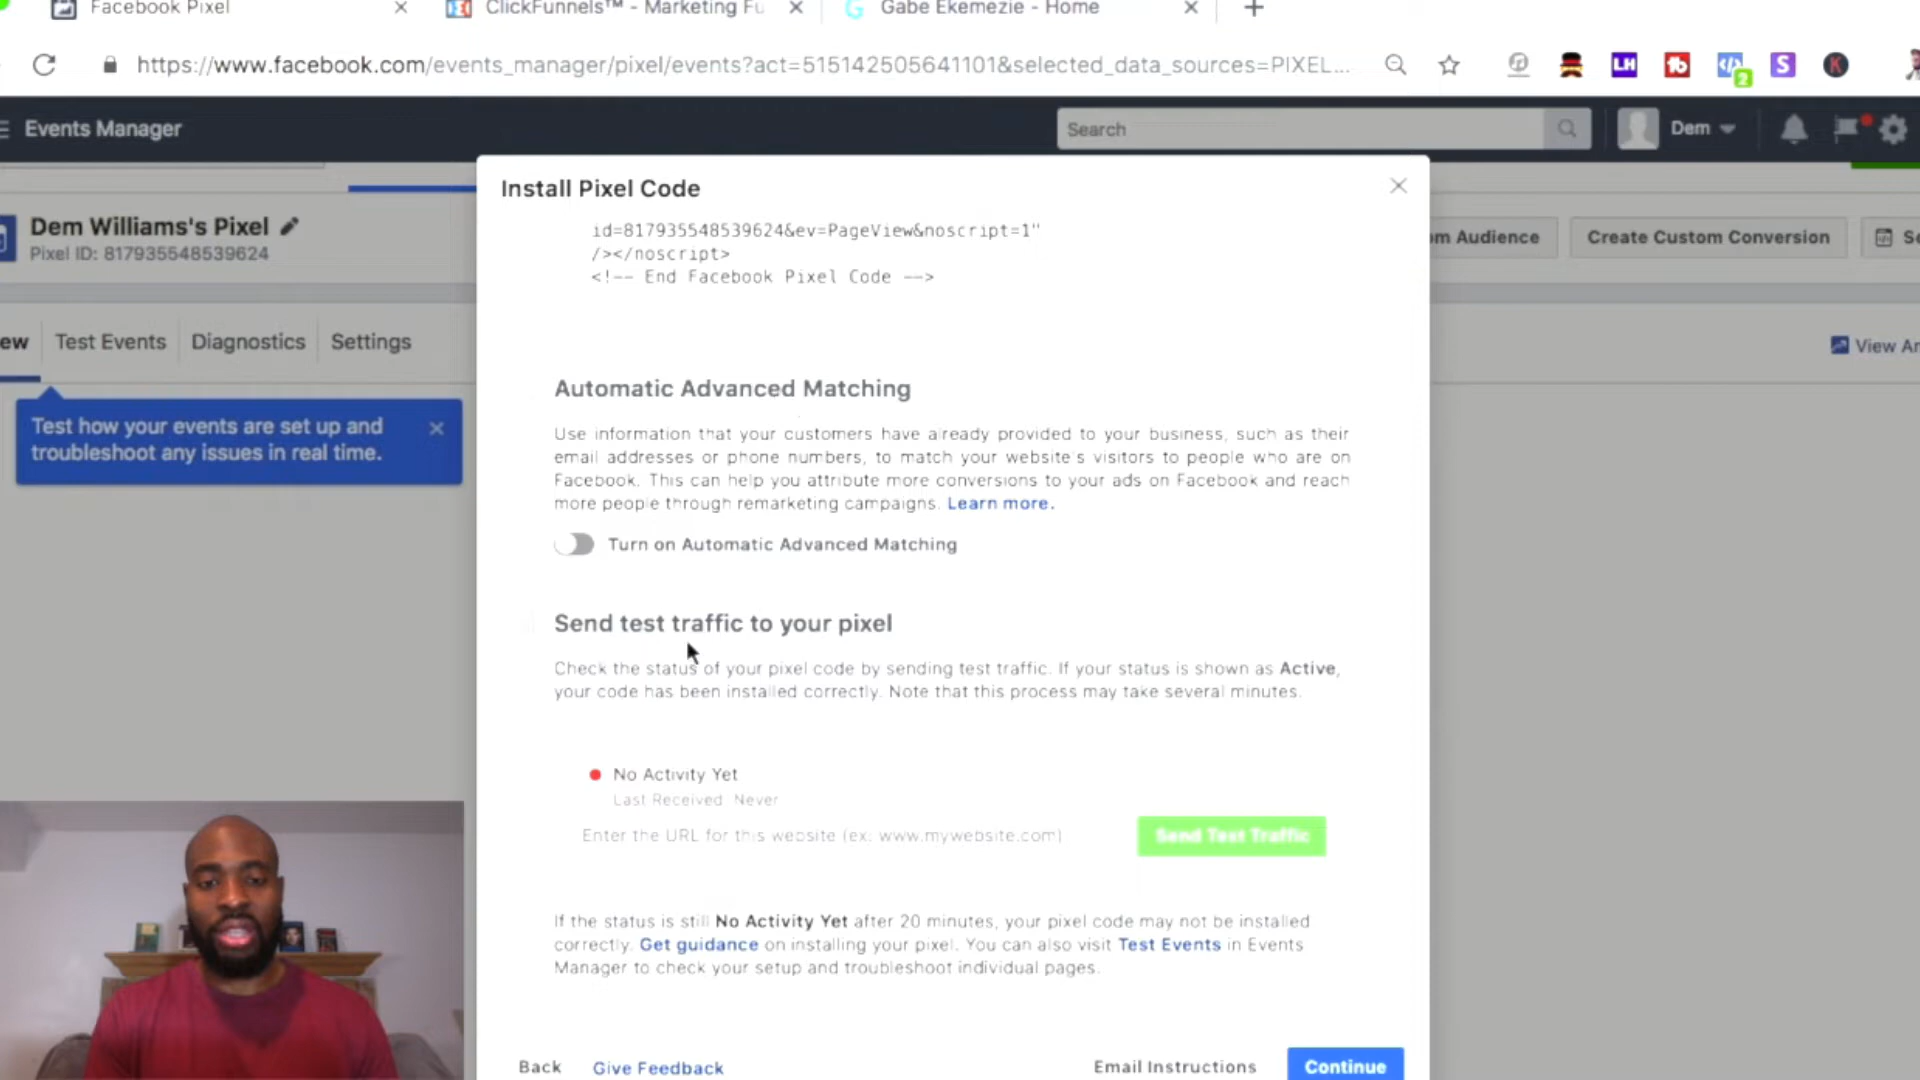 Facebook Pixel
ClickFunnels™ - Marketing Fu
Gabe Ekemezie - Home
https://www.facebook.com/events_manager/pixel/events?act=515142505641101&selected_data_sources=PIXEL...
LH
2
S
K
Events Manager
Search
Dem
Install Pixel Code
Dem Williams's Pixel
Pixel ID: 817935548539624
id=817935548539624&ev=PageView&noscript=1"
/></noscript>
<!-- End Facebook Pixel Code -->
om Audience
Create Custom Conversion
Se
ew
Test Events
Diagnostics
Settings
View An
Test how your events are set up and
troubleshoot any issues in real time.
Automatic Advanced Matching
Use information that your customers have already provided to your business, such as their
email addresses or phone numbers, to match your website's visitors to people who are on
Facebook. This can help you attribute more conversions to your ads on Facebook and reach
more people through remarketing campaigns. Learn more.
Turn on Automatic Advanced Matching
Send test traffic to your pixel
Check the status of your pixel code by sending test traffic. If your status is shown as Active,
your code has been installed correctly. Note that this process may take several minutes.
No Activity Yet
Last Received: Never
Enter the URL for this website (ex: www.mywebsite.com)
Send Test Traffic
If the status is still No Activity Yet after 20 minutes, your pixel code may not be installed
correctly. Get guidance on installing your pixel. You can also visit Test Events in Events
Manager to check your setup and troubleshoot individual pages.
Back
Give Feedback
Email Instructions
Continue